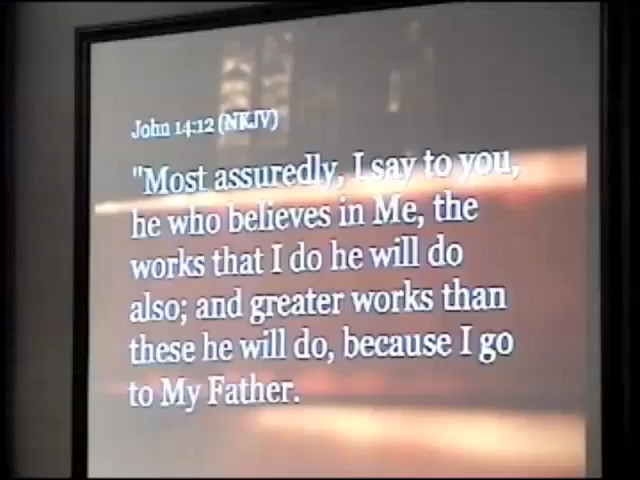 John 14:12 (NKJV)
"Most assuredly, I say to you,
he who believes in Me, the
works that I do he will do
also; and greater works than
these he will do, because I go
to My Father.